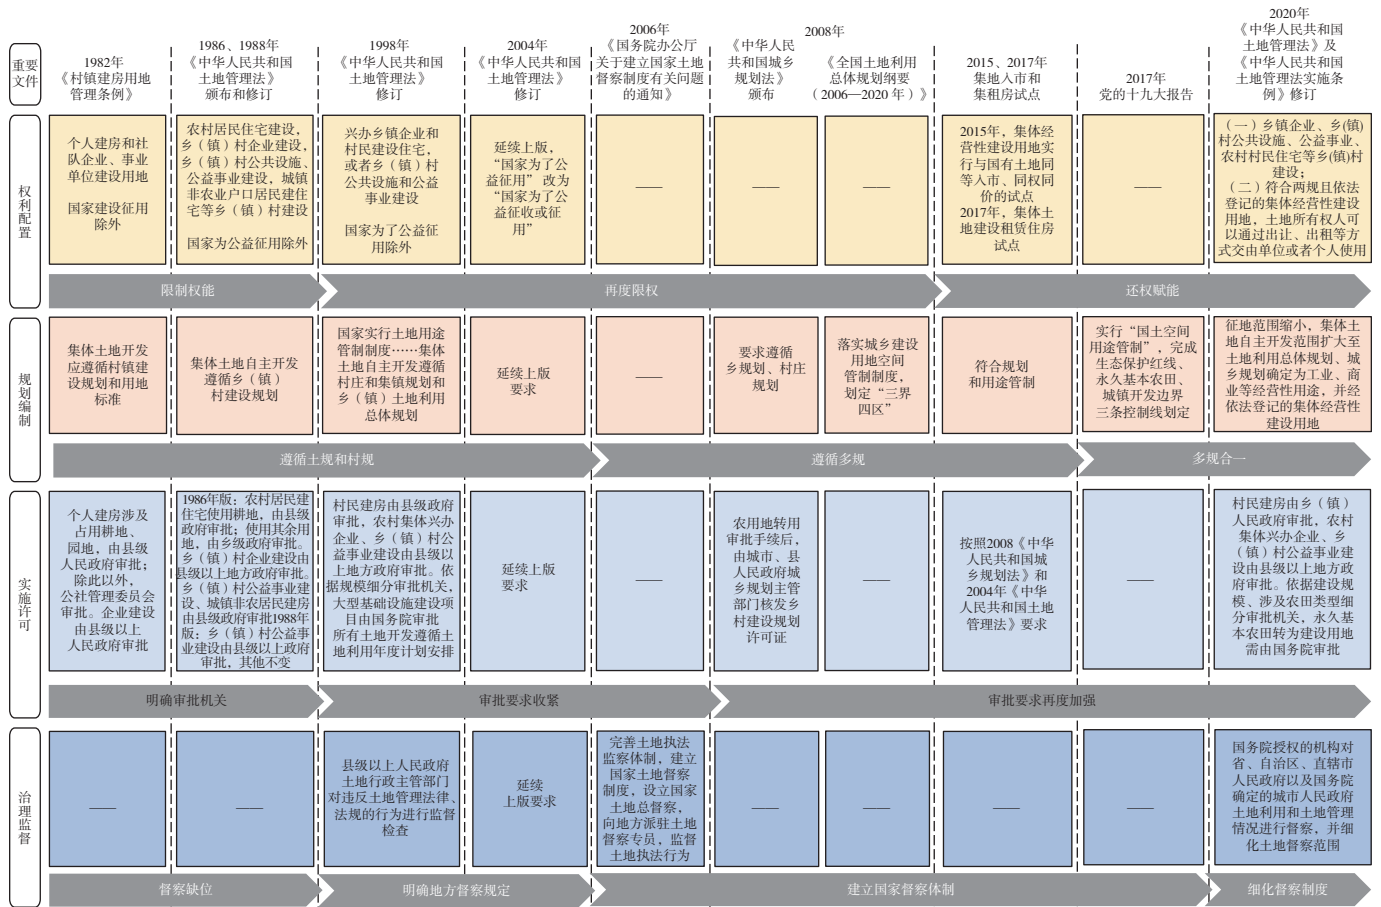 重要
文件
1982年
《村镇建房用地
管理条例》
1986、1988年
《中华人民共和国
土地管理法》
颁布和修订
1998年
《中华人民共和国
土地管理法》
修订
2004年
《中华人民共和国
土地管理法》
修订
2006年
《国务院办公厅
关于建立国家土地
督察制度有关问题
的通知》
2008年
《中华人民
共和国城乡
规划法》
颁布
《全国土地利用
总体规划纲要
（2006—2020 年）》
2015、2017年
集地入市和
集租房试点
2017年
党的十九大报告
2020年
《中华人民共和国
土地管理法》及
《中华人民共和国
土地管理法实施条
例》修订
权利配置
个人建房和社
队企业、事业
单位建设用地
国家建设征用
除外
农村居民住宅建设，
乡（镇）村企业建设，
乡（镇）村公共设施、
公益事业建设，城镇
非农业户口居民建住
宅等乡（镇）村建设
国家为公益征用除外
兴办乡镇企业和
村民建设住宅，
或者乡（镇）村
公共设施和公益
事业建设
国家为了公益征
用除外
延续上版，
“国家为了公
益征用” 改为
“国家为了公
益征收或征
用”
——
——
——
2015年，集体经
营性建设用地实
行与国有土地同
等入市、同权同
价的试点
2017年，集体土
地建设租赁住房
试点
——
（一）乡镇企业、乡(镇)
村公共设施、公益事业、
农村村民住宅等乡(镇)村
建设；
（二）符合两规且依法
登记的集体经营性建设
用地，土地所有权人可
以通过出让、出租等方
式交由单位或者个人使用
限制权能
再度限权
还权赋能
规划编制
集体土地开发
应遵循村镇建
设规划和用地
标准
集体土地自主开发
遵循乡（镇）
村建设规划
国家实行土地用途
管制制度……集体
土地自主开发遵循
村庄和集镇规划和
乡（镇）土地利用
总体规划
延续上版
要求
——
要求遵循
乡规划、村庄
规划
落实城乡建设
用地空间
管制制度，
划定“三界
四区”
符合规划
和用途管制
实行“国土空间
用途管制”，完成
生态保护红线、
永久基本农田、
城镇开发边界
三条控制线划定
征地范围缩小，集体土
地自主开发范围扩大至
土地利用总体规划、城
乡规划确定为工业、商
业等经营性用途，并经
依法登记的集体经营性
建设用地
遵循土规和村规
遵循多规
多规合一
实施许可
个人建房涉及
占用耕地、
园地，由县级
人民政府审批；
除此以外，
公社管理委员会
审批。企业建设
由县级以上
人民政府审批
1986年版：农村居民建
住宅使用耕地，由县级
政府审批；使用其余用
地，由乡级政府审批。
乡（镇）村企业建设由
县级以上地方政府审批。
乡（镇）村公益事业建
设、城镇非农居民建房
由县级政府审批1988年
版：乡（镇）村公益事
业建设由县级以上政府
审批，其他不变
村民建房由县级政府
审批，农村集体兴办
企业、乡（镇）村公
益事业建设由县级以
上地方政府审批。依
据规模细分审批机关，
大型基础设施建设项
目由国务院审批
所有土地开发遵循土
地利用年度计划安排
延续上版
要求
——
农用地转用
审批手续后，
由城市、县
人民政府城
乡规划主管
部门核发乡
村建设规划
许可证
——
按照2008《中华
人民共和国城
乡规划法》和
2004年《中华
人民共和国土地
管理法》要求
——
村民建房由乡（镇）
人民政府审批，农村
集体兴办企业、乡
（镇）村公益事业建
设由县级以上地方政
府审批。依据建设规
模、涉及农田类型细
分审批机关，永久基
本农田转为建设用地
需由国务院审批
明确审批机关
审批要求收紧
审批要求再度加强
治理监督
——
——
县级以上人民政府
土地行政主管部门
对违反土地管理法律、
法规的行为进行监督
检查
延续
上版要求
完善土地执法
监察体制，建立
国家土地督察
制度，设立国家
土地总督察，
向地方派驻土地
督察专员，监督
土地执法行为
——
——
——
——
国务院授权的机构对
省、自治区、直辖市
人民政府以及国务院
确定的城市人民政府
土地利用和土地管理
情况进行督察，并细
化土地督察范围
督察缺位
明确地方督察规定
建立国家督察体制
细化督察制度